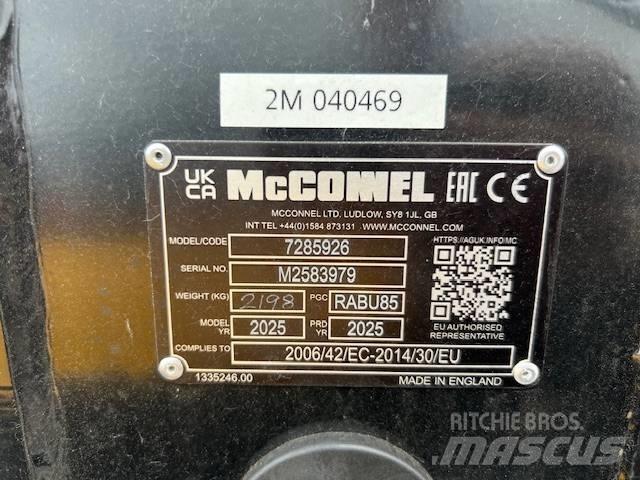 2M 040469
UK CA McCONNEL EAC CE
MCCONNEL LTD, LUDLOW, SY8 1JL, GB
INT TEL +44(0)1584 873131 WWW.MCCONNEL.COM
MODEL/CODE 7285926 HTTPS://AGUK.INFO/MC
SERIAL NO. M2583979
WEIGHT (KG) 2198 PGC RABU85
MODEL YR 2025 PRD YR 2025
EU AUTHORISED
REPRESENTATIVE
COMPLIES TO 2006/42/EC-2014/30/EU
1335246.00 MADE IN ENGLAND
RITCHIE BROS.
MASCUS